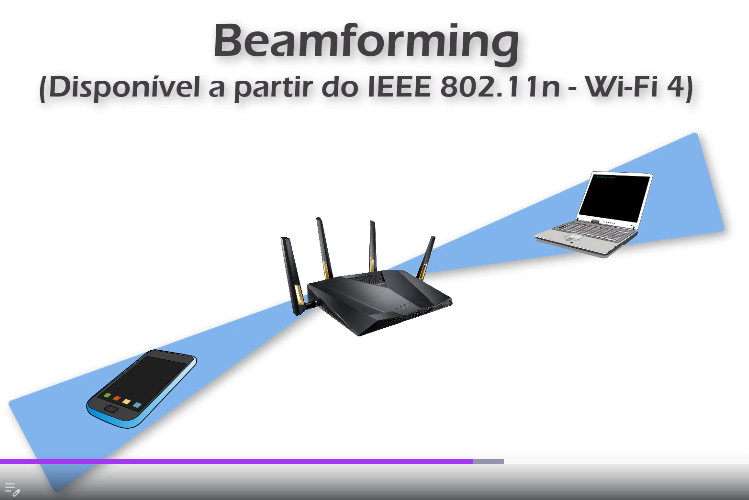 Beamforming
(Disponível a partir do IEEE 802.11n - Wi-Fi 4)